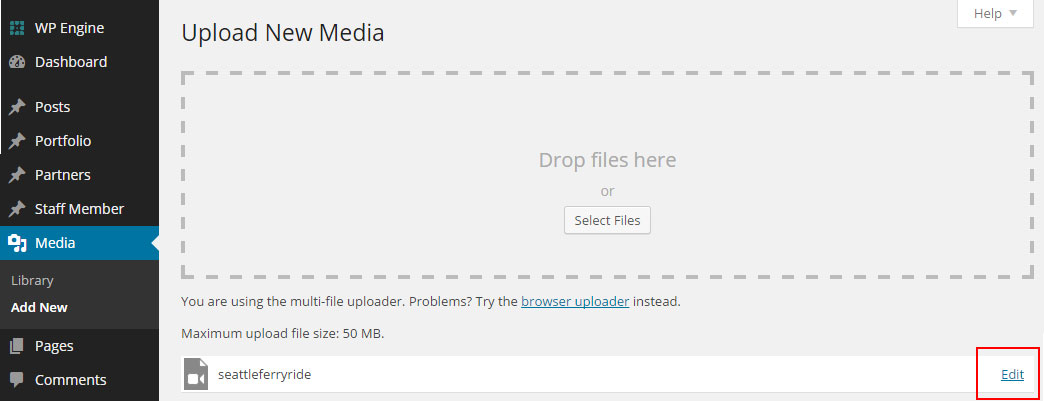 WP Engine
Dashboard
Posts
Portfolio
Partners
Staff Member
Media
Library
Add New
Pages
Comments
Help
Upload New Media
Drop files here
or
Select Files
You are using the multi-file uploader. Problems? Try the browser uploader instead.
Maximum upload file size: 50 MB.
seattleferryride
Edit